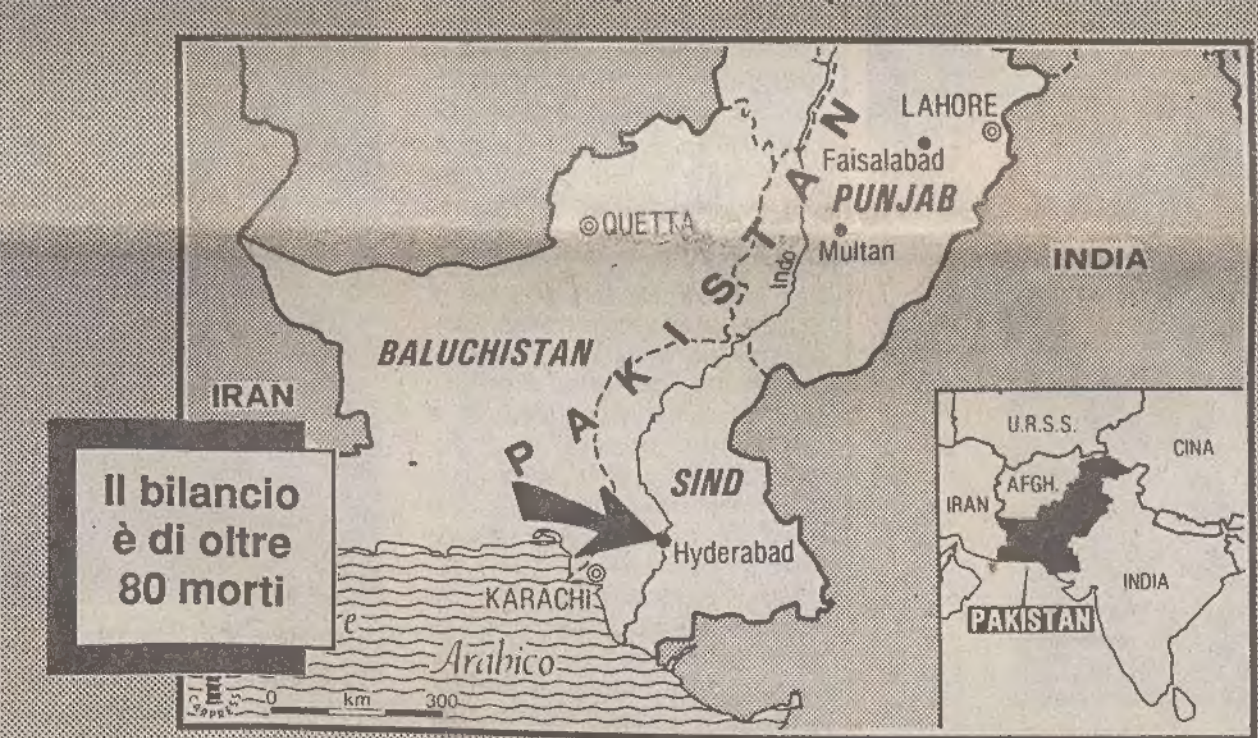 LAHORE
Faisalabad
PUNJAB
QUETTA
Multan
Indo
INDIA
PAKISTAN
BALUCHISTAN
IRAN
SIND
Hyderabad
KARACHI
Arabico
0 km 300
Il bilancio
è di oltre
80 morti
U.R.S.S.
CINA
AFGH.
IRAN
INDIA
PAKISTAN